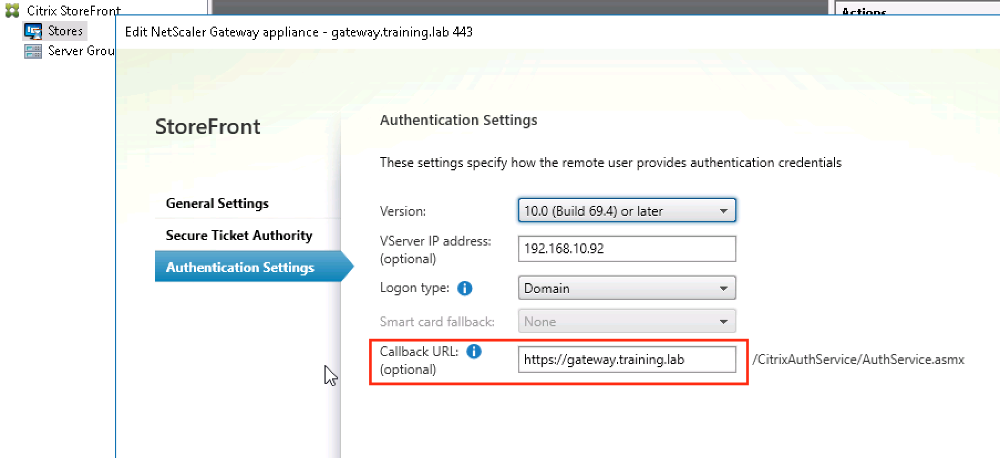 Citrix StoreFront
Actions
Stores
Edit NetScaler Gateway appliance - gateway.training.lab 443
Server Grou
StoreFront
General Settings
Secure Ticket Authority
Authentication Settings
Authentication Settings
These settings specify how the remote user provides authentication credentials
Version:
10.0 (Build 69.4) or later
VServer IP address:
(optional)
192.168.10.92
Logon type:
Domain
Smart card fallback:
None
Callback URL:
(optional)
https://gateway.training.lab
/CitrixAuthService/AuthService.asmx